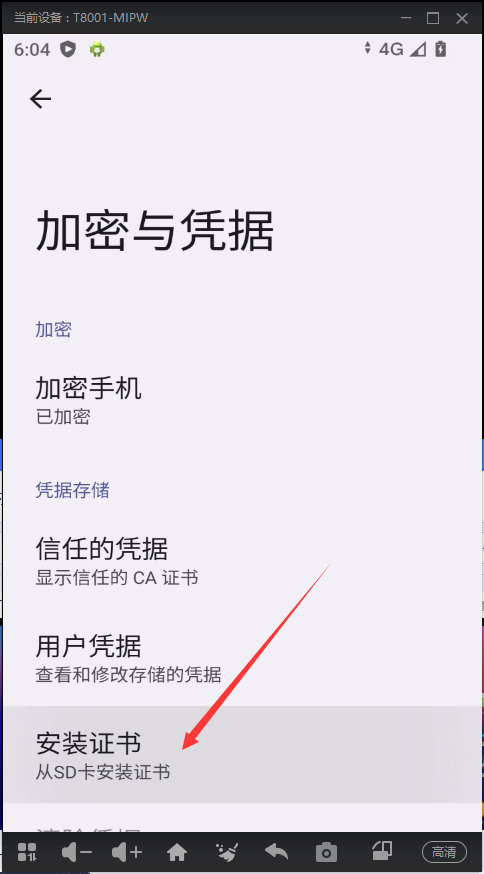 当前设备：T8001-MIPW
6:04
4G
加密与凭据
加密
加密手机
已加密
凭据存储
信任的凭据
显示信任的 CA 证书
用户凭据
查看和修改存储的凭据
安装证书
从SD卡安装证书
高清